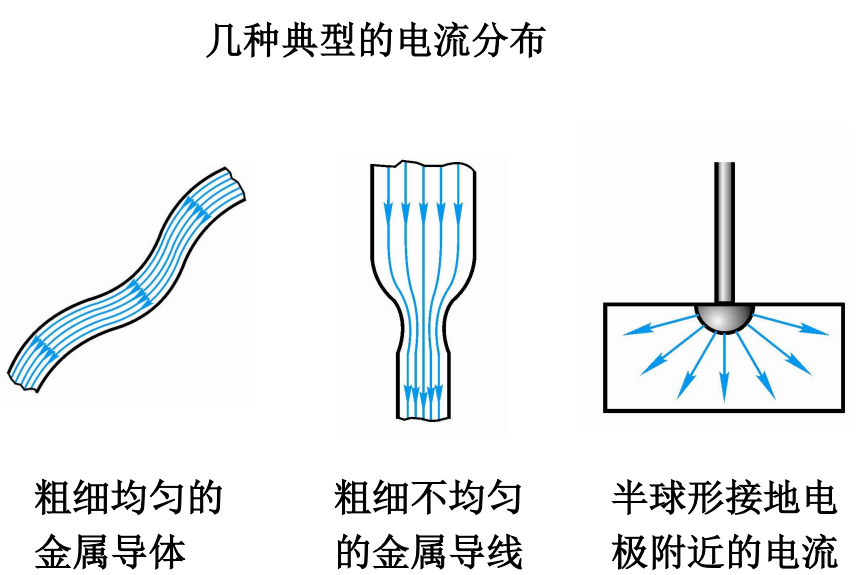 几种典型的电流分布
粗细均匀的
金属导体
粗细不均匀
的金属导线
半球形接地电
极附近的电流